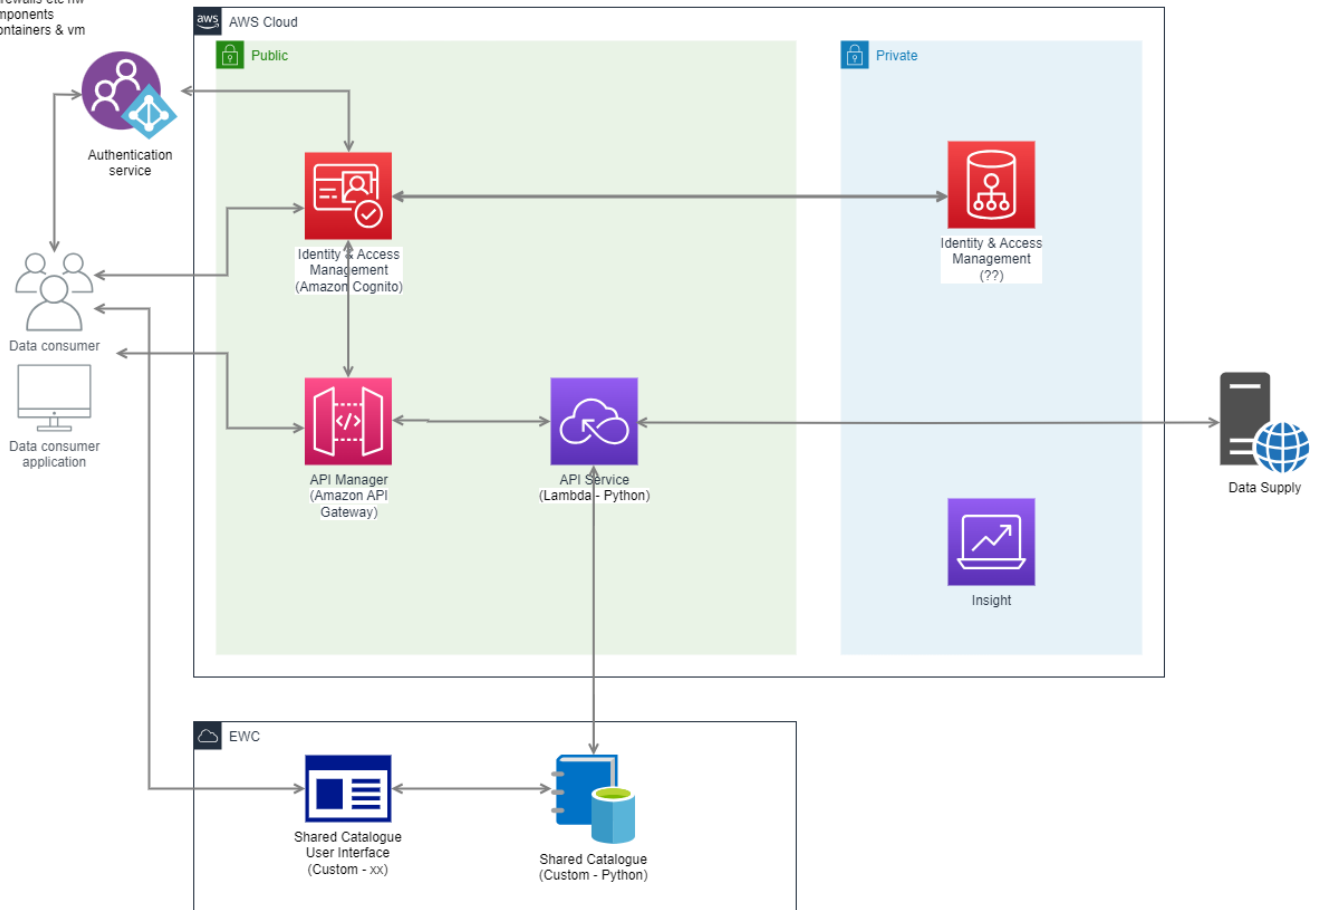 mponents
ontainers & vm
aws
AWS Cloud
Public
Private
Authentication
service
Identity & Access
Management
(Amazon Cognito)
Identity & Access
Management
(??)
Data consumer
Data consumer
application
</>
API Manager
(Amazon API
Gateway)
API Service
(Lambda - Python)
Data Supply
Insight
EWC
Shared Catalogue
User Interface
(Custom - xx)
Shared Catalogue
(Custom - Python)